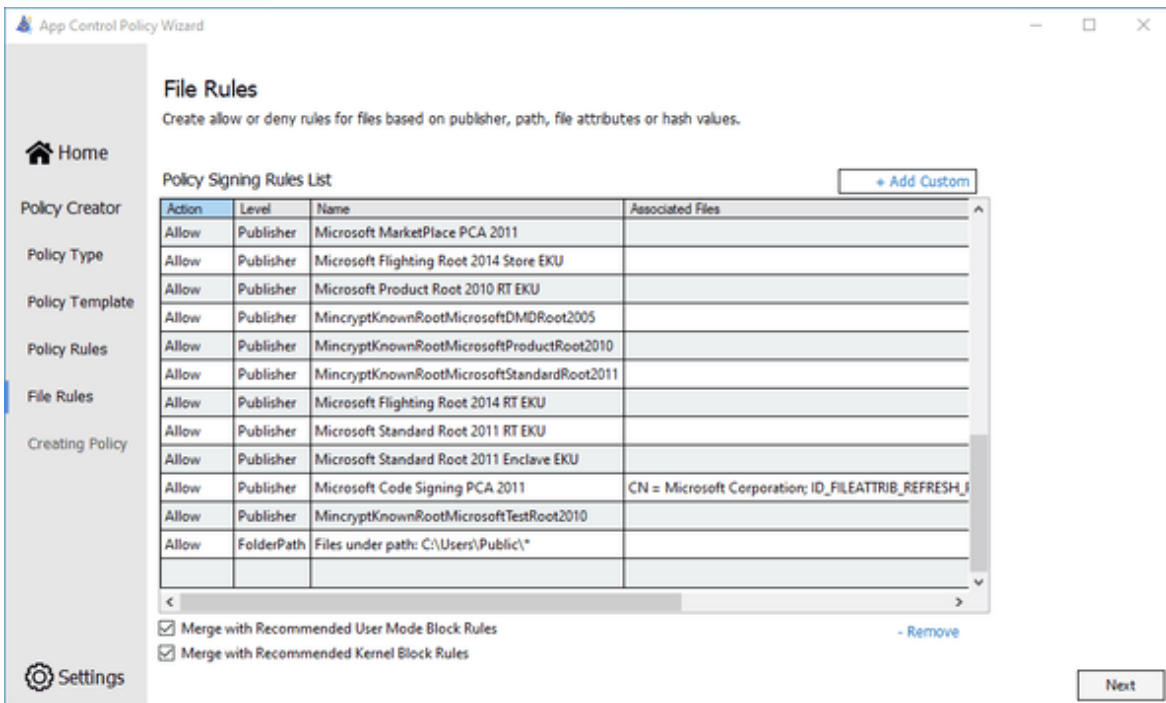 App Control Policy Wizard
File Rules
Create allow or deny rules for files based on publisher, path, file attributes or hash values.
Home
Policy Creator
Policy Type
Policy Template
Policy Rules
File Rules
Creating Policy
Settings
Policy Signing Rules List
+ Add Custom
Action Level Name Associated Files
Allow Publisher Microsoft MarketPlace PCA 2011
Allow Publisher Microsoft Flighting Root 2014 Store EKU
Allow Publisher Microsoft Product Root 2010 RT EKU
Allow Publisher MincryptKnownRootMicrosoftDMDRoot2005
Allow Publisher MincryptKnownRootMicrosoftProductRoot2010
Allow Publisher MincryptKnownRootMicrosoftStandardRoot2011
Allow Publisher Microsoft Flighting Root 2014 RT EKU
Allow Publisher Microsoft Standard Root 2011 RT EKU
Allow Publisher Microsoft Standard Root 2011 Enclave EKU
Allow Publisher Microsoft Code Signing PCA 2011 CN = Microsoft Corporation; ID_FILEATTRIB_REFRESH_
Allow Publisher MincryptKnownRootMicrosoftTestRoot2010
Allow FolderPath Files under path: C:\Users\Public\*
Merge with Recommended User Mode Block Rules
- Remove
Merge with Recommended Kernel Block Rules
Next